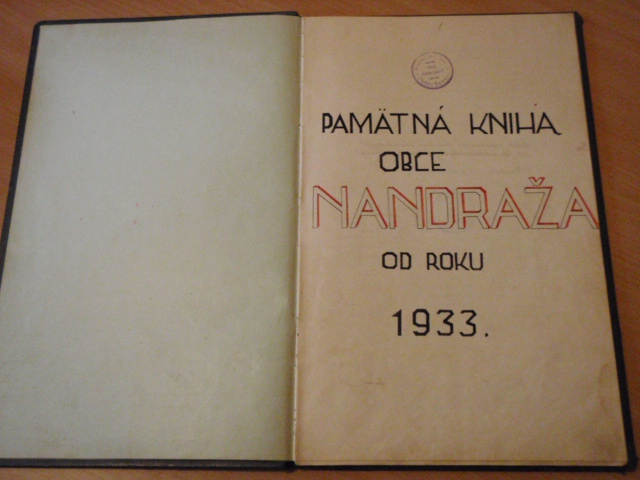 PAMÄTNÁ KNIHA
OBCE
NANDRAŽA
OD ROKU
1933.